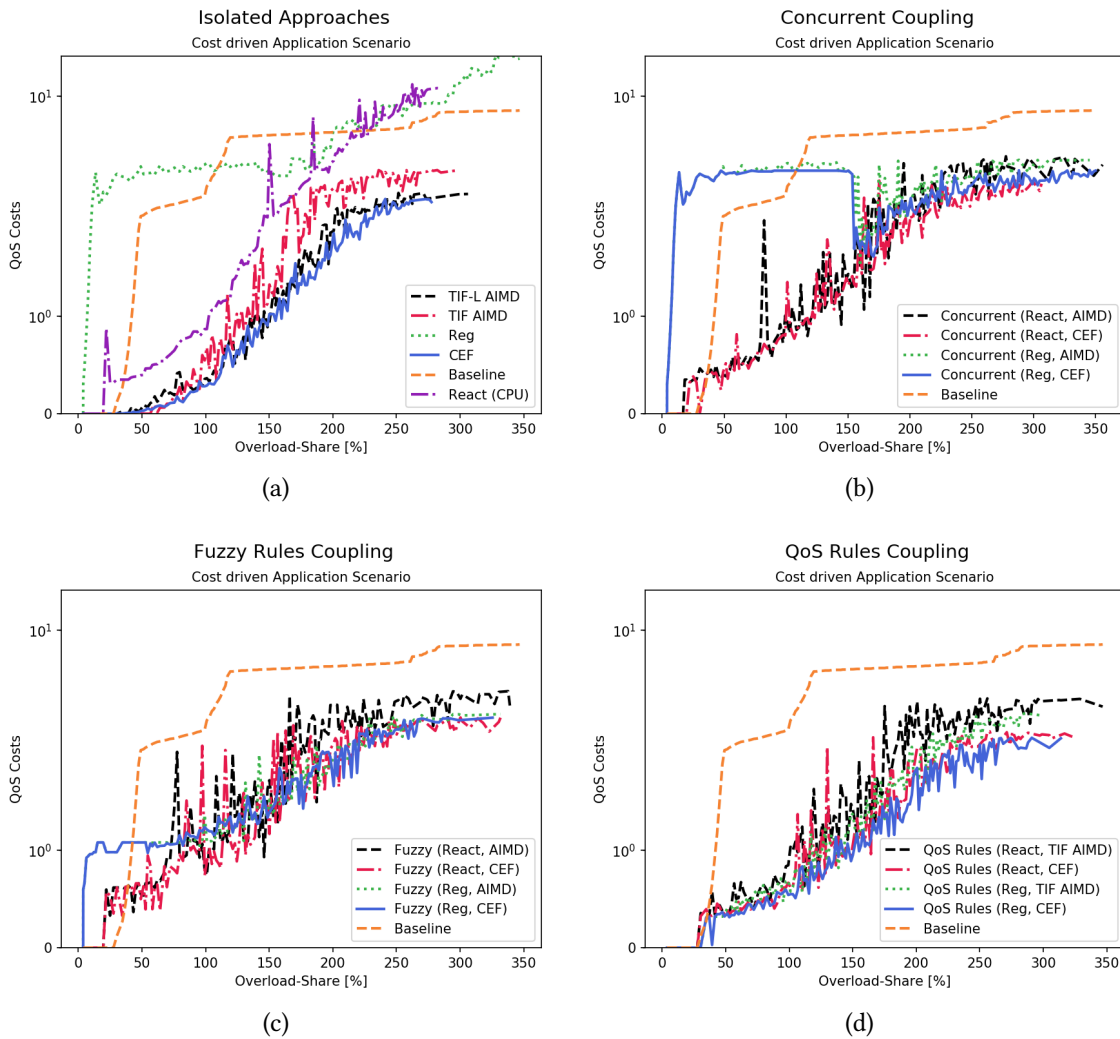 Isolated Approaches
Cost driven Application Scenario
QoS Costs
10¹
10⁰
0
0 50 100 150 200 250 300 350
Overload-Share [%]
TIF-L AIMD
TIF AIMD
Reg
CEF
Baseline
React (CPU)
(a)
Concurrent Coupling
Cost driven Application Scenario
QoS Costs
10¹
10⁰
0
0 50 100 150 200 250 300 350
Overload-Share [%]
Concurrent (React, AIMD)
Concurrent (React, CEF)
Concurrent (Reg, AIMD)
Concurrent (Reg, CEF)
Baseline
(b)
Fuzzy Rules Coupling
Cost driven Application Scenario
QoS Costs
10¹
10⁰
0
0 50 100 150 200 250 300 350
Overload-Share [%]
Fuzzy (React, AIMD)
Fuzzy (React, CEF)
Fuzzy (Reg, AIMD)
Fuzzy (Reg, CEF)
Baseline
(c)
QoS Rules Coupling
Cost driven Application Scenario
QoS Costs
10¹
10⁰
0
0 50 100 150 200 250 300 350
Overload-Share [%]
QoS Rules (React, TIF AIMD)
QoS Rules (React, CEF)
QoS Rules (Reg, TIF AIMD)
QoS Rules (Reg, CEF)
Baseline
(d)